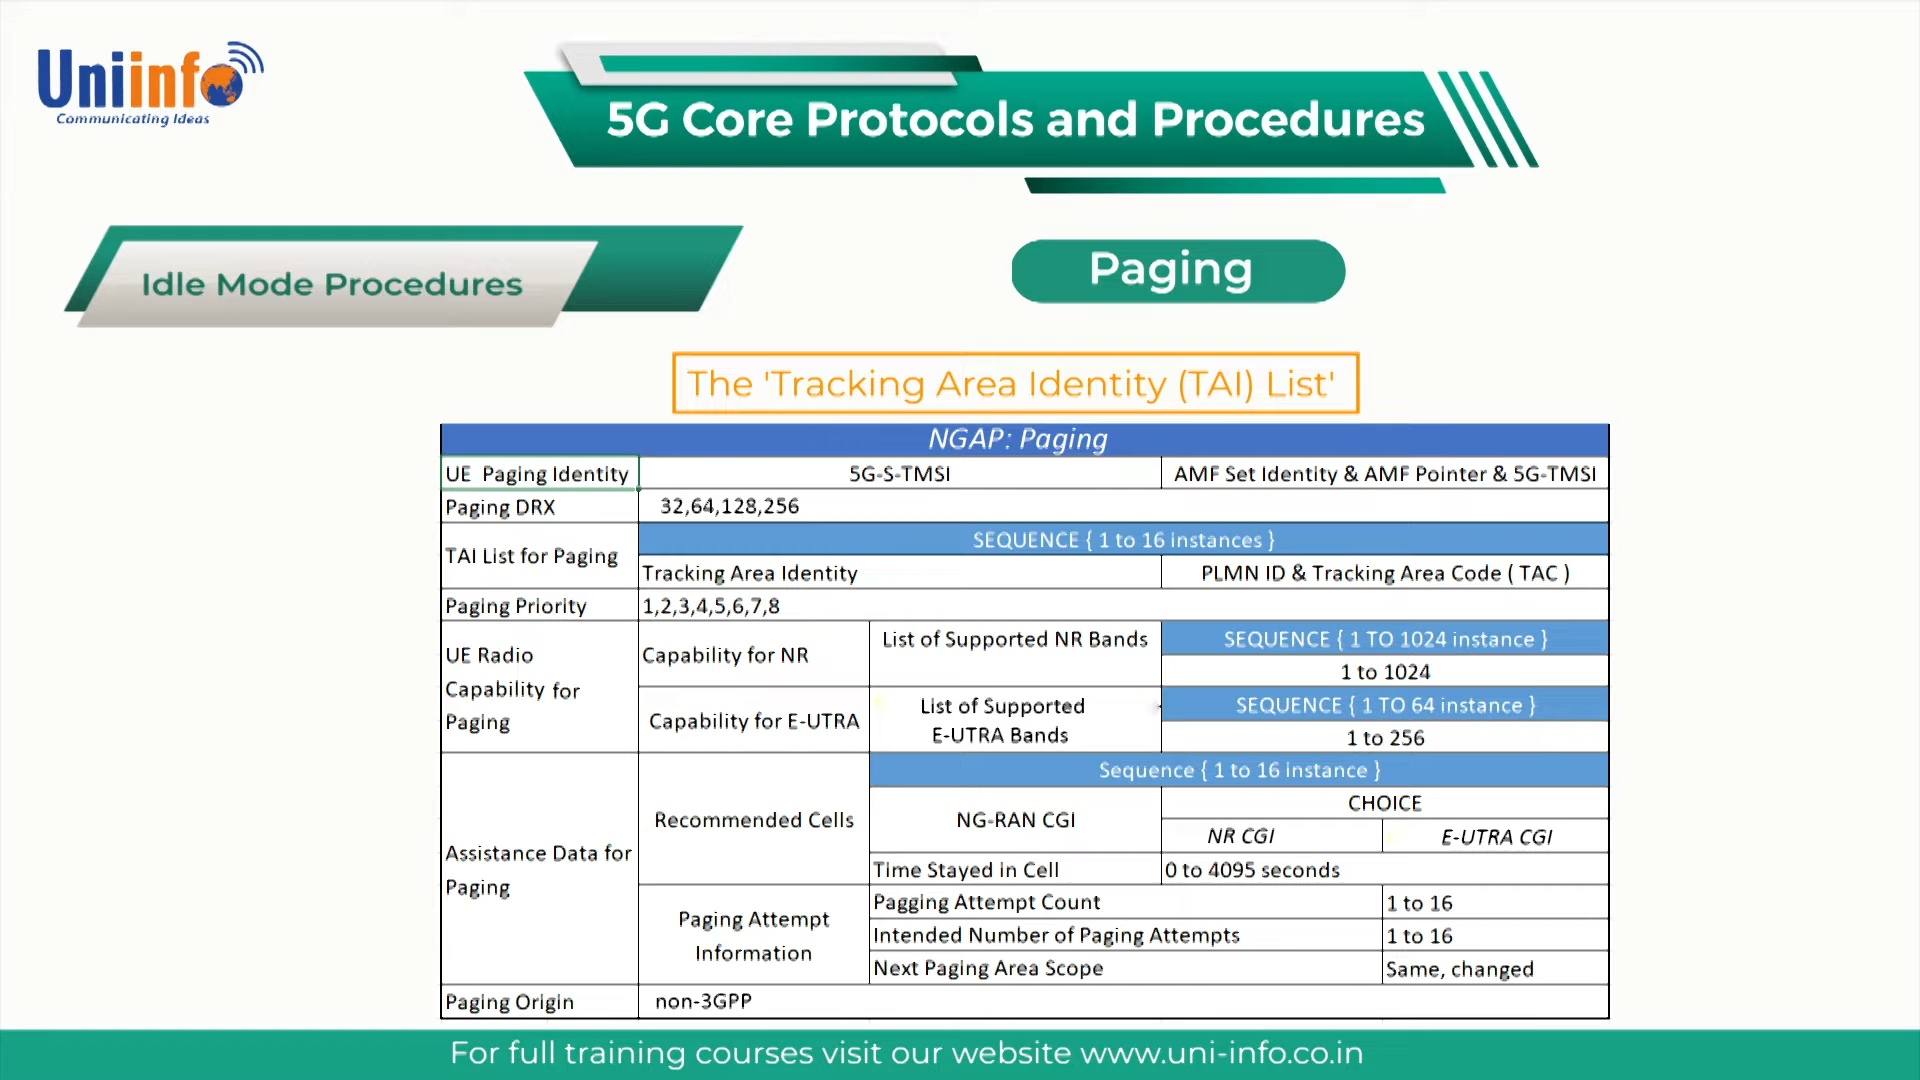 Uniinfo
Communicating Ideas
5G Core Protocols and Procedures
Idle Mode Procedures
Paging
The 'Tracking Area Identity (TAI) List'
NGAP: Paging
UE Paging Identity
5G-S-TMSI
AMF Set Identity & AMF Pointer & 5G-TMSI
Paging DRX
32,64,128,256
TAI List for Paging
SEQUENCE { 1 to 16 instances }
Tracking Area Identity
PLMN ID & Tracking Area Code ( TAC )
Paging Priority
1,2,3,4,5,6,7,8
UE Radio
Capability for
Paging
Capability for NR
List of Supported NR Bands
SEQUENCE { 1 TO 1024 instance }
1 to 1024
Capability for E-UTRA
List of Supported
E-UTRA Bands
SEQUENCE { 1 TO 64 instance }
1 to 256
Assistance Data for
Paging
Recommended Cells
Sequence { 1 to 16 instance }
NG-RAN CGI
CHOICE
NR CGI
E-UTRA CGI
Time Stayed in Cell
0 to 4095 seconds
Paging Attempt
Information
Pagging Attempt Count
1 to 16
Intended Number of Paging Attempts
1 to 16
Next Paging Area Scope
Same, changed
Paging Origin
non-3GPP
For full training courses visit our website www.uni-info.co.in